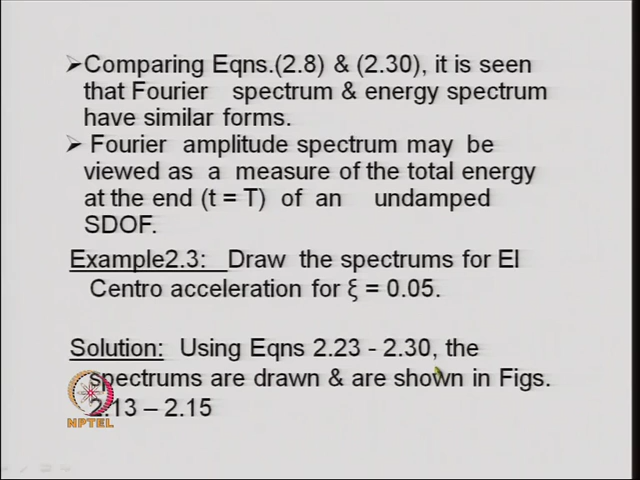 ➢Comparing Eqns.(2.8) & (2.30), it is seen
that Fourier spectrum & energy spectrum
have similar forms.
➢ Fourier amplitude spectrum may be
viewed as a measure of the total energy
at the end (t = T) of an undamped
SDOF.
Example2.3: Draw the spectrums for El
Centro acceleration for ξ = 0.05.
Solution: Using Eqns 2.23 - 2.30, the
spectrums are drawn & are shown in Figs.
2.13 – 2.15
NPTEL